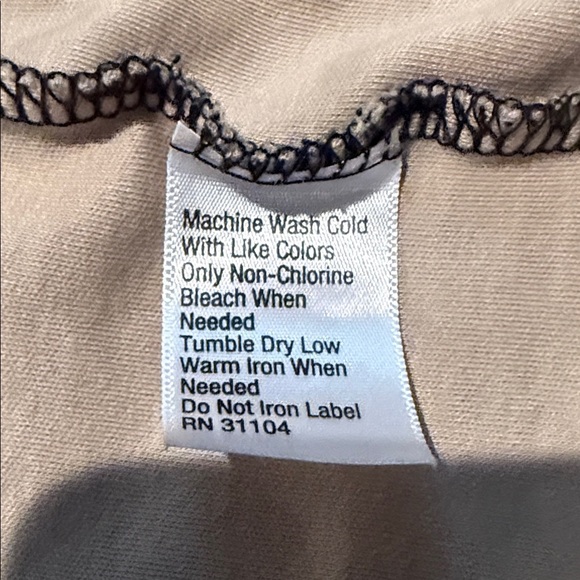 Machine Wash Cold
With Like Colors
Only Non-Chlorine
Bleach When
Needed
Tumble Dry Low
Warm Iron When
Needed
Do Not Iron Label
RN 31104